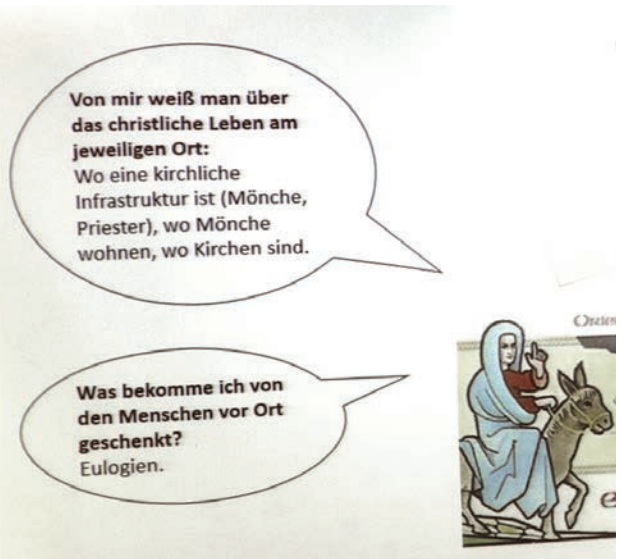 Von mir weiß man über
das christliche Leben am
jeweiligen Ort:
Wo eine kirchliche
Infrastruktur ist (Mönche,
Priester), wo Mönche
wohnen, wo Kirchen sind.
Was bekomme ich von
den Menschen vor Ort
geschenkt?
Eulogien.